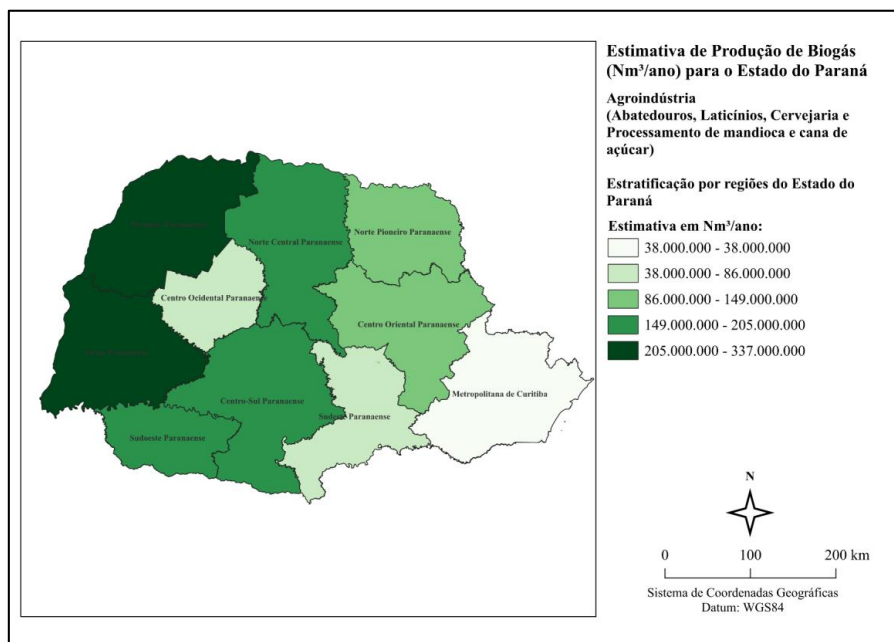 Estimativa de Produção de Biogás
(Nm³/ano) para o Estado do Paraná
Agroindústria
(Abatedouros, Laticínios, Cervejaria e
Processamento de mandioca e cana de
açúcar)
Estratificação por regiões do Estado do
Paraná
Estimativa em Nm³/ano:
38.000.000 - 38.000.000
38.000.000 - 86.000.000
86.000.000 - 149.000.000
149.000.000 - 205.000.000
205.000.000 - 337.000.000
Norte Central Paranaense
Norte Pioneiro Paranaense
Centro Ocidental Paranaense
Centro Oriental Paranaense
Centro-Sul Paranaense
Metropolitana de Curitiba
Sudeste Paranaense
Sudoeste Paranaense
N
0 100 200 km
Sistema de Coordenadas Geográficas
Datum: WGS84